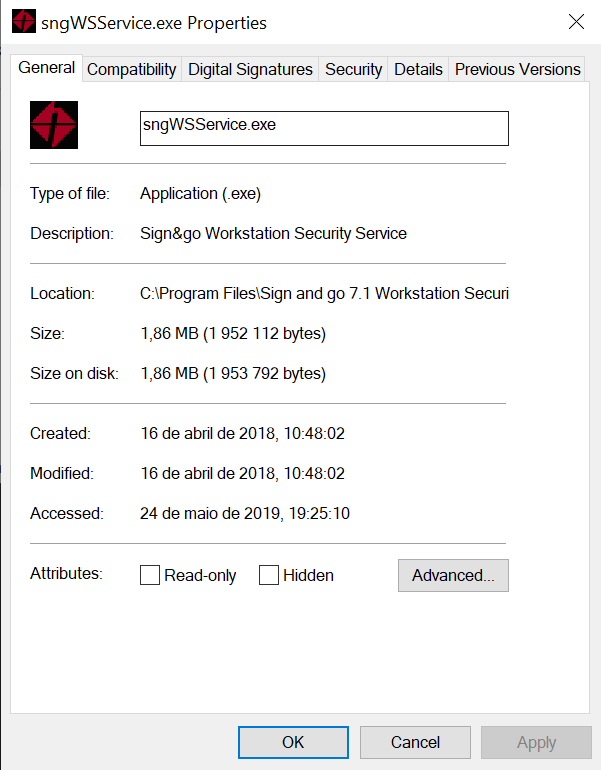 sngWSService.exe Properties
General Compatibility Digital Signatures Security Details Previous Versions
sngWSService.exe
Type of file: Application (.exe)
Description: Sign&go Workstation Security Service
Location: C:\Program Files\Sign and go 7.1 Workstation Securi
Size: 1,86 MB (1 952 112 bytes)
Size on disk: 1,86 MB (1 953 792 bytes)
Created: 16 de abril de 2018, 10:48:02
Modified: 16 de abril de 2018, 10:48:02
Accessed: 24 de maio de 2019, 19:25:10
Attributes: Read-only Hidden Advanced...
OK Cancel Apply